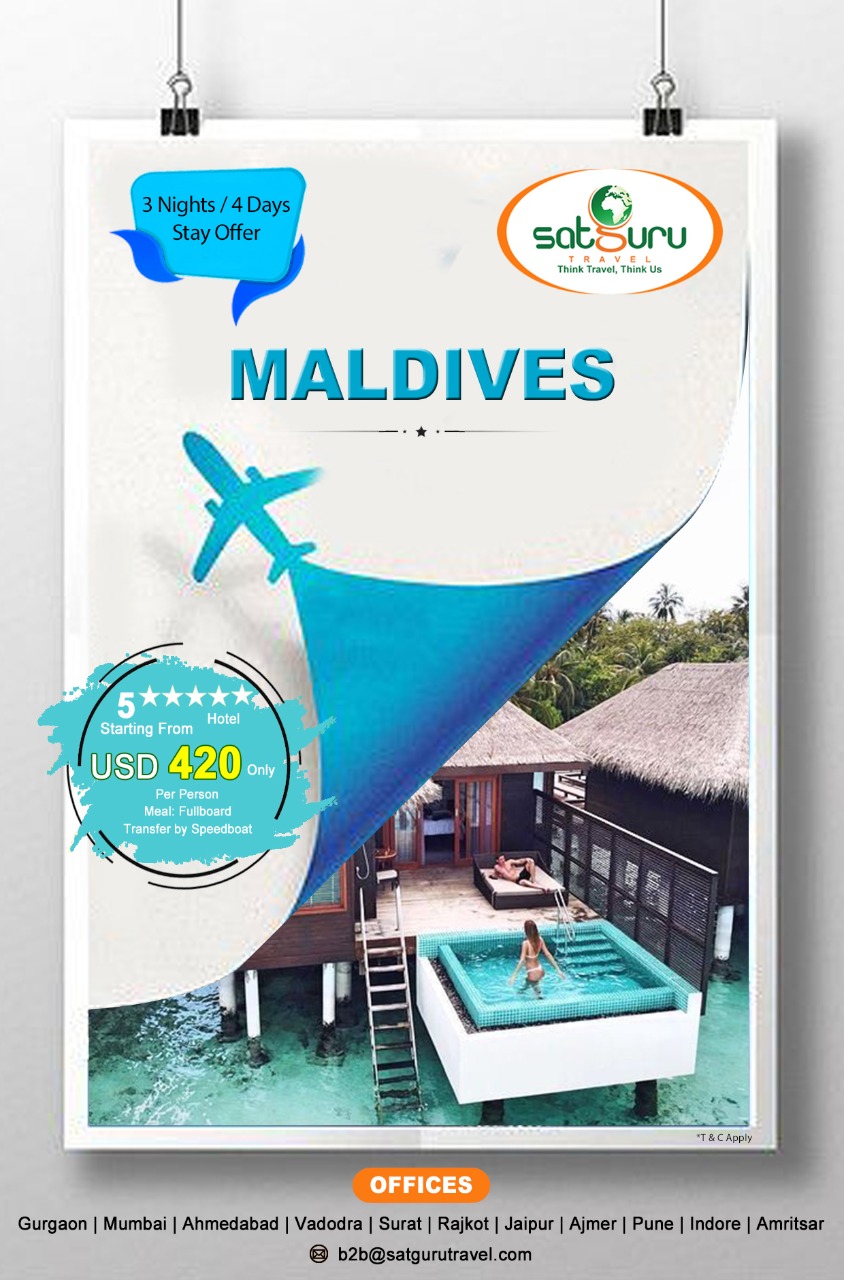 3 Nights / 4 Days
Stay Offer
satguru
TRAVEL
Think Travel, Think Us
MALDIVES
5★★★★★
Hotel
Starting From
USD 420 Only
Per Person
Meal: Fullboard
Transfer by Speedboat
*T & C Apply
OFFICES
Gurgaon | Mumbai | Ahmedabad | Vadodra | Surat | Rajkot | Jaipur | Ajmer | Pune | Indore | Amritsar
b2b@satgurutravel.com